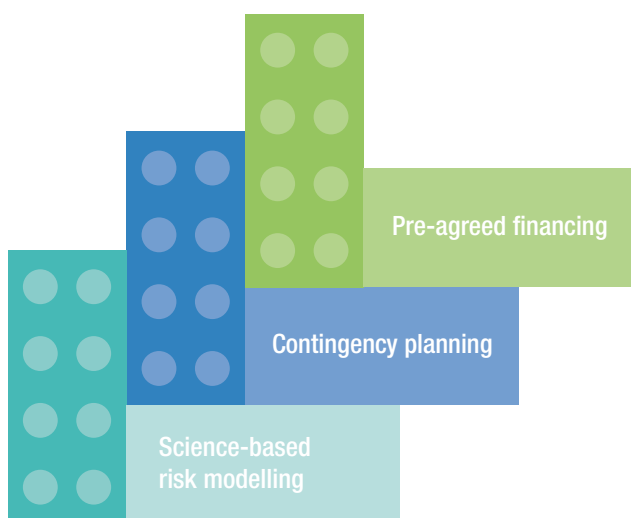 Pre-agreed financing
Contingency planning
Science-based
risk modelling